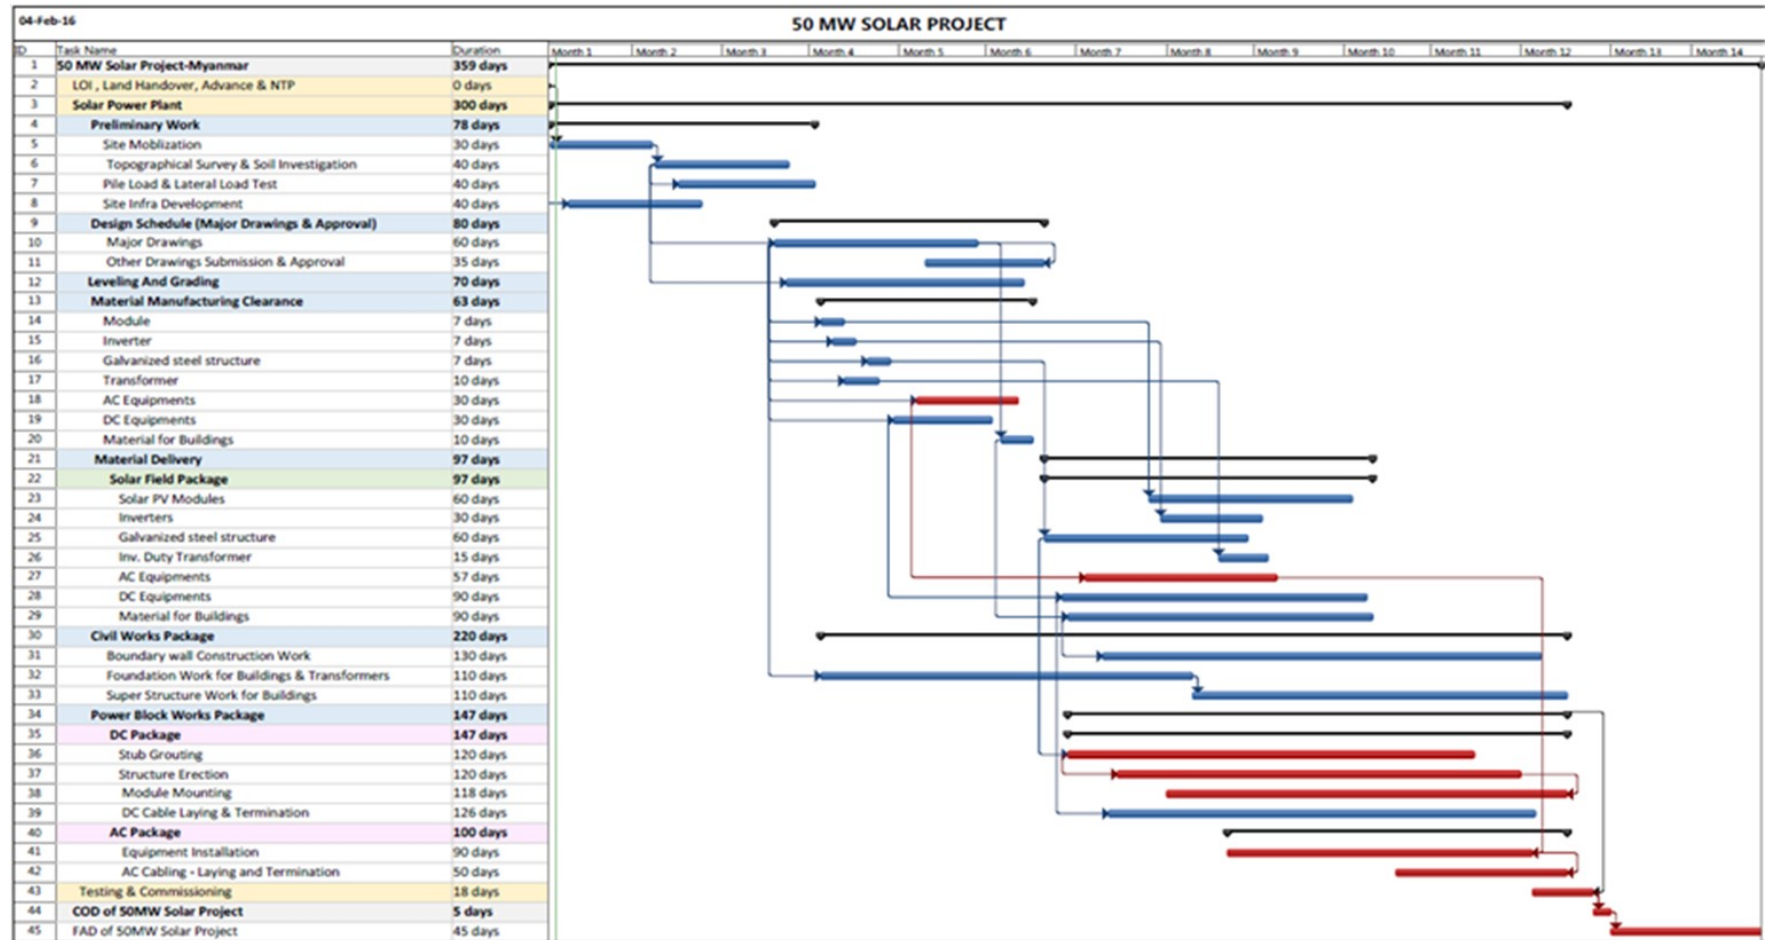 04-Feb-16
50 MW SOLAR PROJECT
ID Task Name Duration Month 1 Month 2 Month 3 Month 4 Month 5 Month 6 Month 7 Month 8 Month 9 Month 10 Month 11 Month 12 Month 13 Month 14
1 50 MW Solar Project-Myanmar 359 days
2 LOI , Land Handover, Advance & NTP 0 days
3 Solar Power Plant 300 days
4 Preliminary Work 78 days
5 Site Moblization 30 days
6 Topographical Survey & Soil Investigation 40 days
7 Pile Load & Lateral Load Test 40 days
8 Site Infra Development 40 days
9 Design Schedule (Major Drawings & Approval) 80 days
10 Major Drawings 60 days
11 Other Drawings Submission & Approval 35 days
12 Leveling And Grading 70 days
13 Material Manufacturing Clearance 63 days
14 Module 7 days
15 Inverter 7 days
16 Galvanized steel structure 7 days
17 Transformer 10 days
18 AC Equipments 30 days
19 DC Equipments 30 days
20 Material for Buildings 10 days
21 Material Delivery 97 days
22 Solar Field Package 97 days
23 Solar PV Modules 60 days
24 Inverters 30 days
25 Galvanized steel structure 60 days
26 Inv. Duty Transformer 15 days
27 AC Equipments 57 days
28 DC Equipments 90 days
29 Material for Buildings 90 days
30 Civil Works Package 220 days
31 Boundary wall Construction Work 130 days
32 Foundation Work for Buildings & Transformers 110 days
33 Super Structure Work for Buildings 110 days
34 Power Block Works Package 147 days
35 DC Package 147 days
36 Stub Grouting 120 days
37 Structure Erection 120 days
38 Module Mounting 118 days
39 DC Cable Laying & Termination 126 days
40 AC Package 100 days
41 Equipment Installation 90 days
42 AC Cabling - Laying and Termination 50 days
43 Testing & Commissioning 18 days
44 COD of 50MW Solar Project 5 days
45 FAD of 50MW Solar Project 45 days